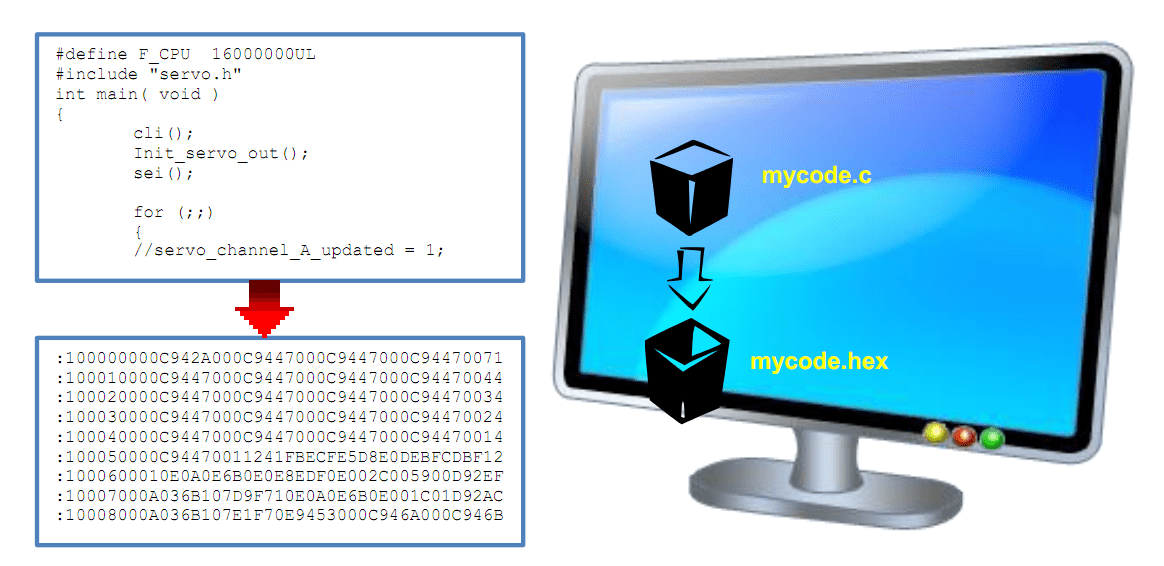 #define F_CPU  16000000UL
#include "servo.h"
int main( void )
{
        cli();
        Init_servo_out();
        sei();
        for (;;)
        {
        //servo_channel_A_updated = 1;
:100000000C942A000C9447000C9447000C94470071
:100010000C9447000C9447000C9447000C94470044
:100020000C9447000C9447000C9447000C94470034
:100030000C9447000C9447000C9447000C94470024
:100040000C9447000C9447000C9447000C94470014
:100050000C94470011241FBECFE5D8E0DEBFCDBF12
:1000600010E0A0E6B0E0E8EDF0E002C005900D92EF
:10007000A036B107D9F710E0A0E6B0E001C01D92AC
:10008000A036B107E1F70E9453000C946A000C946B
mycode.c
mycode.hex